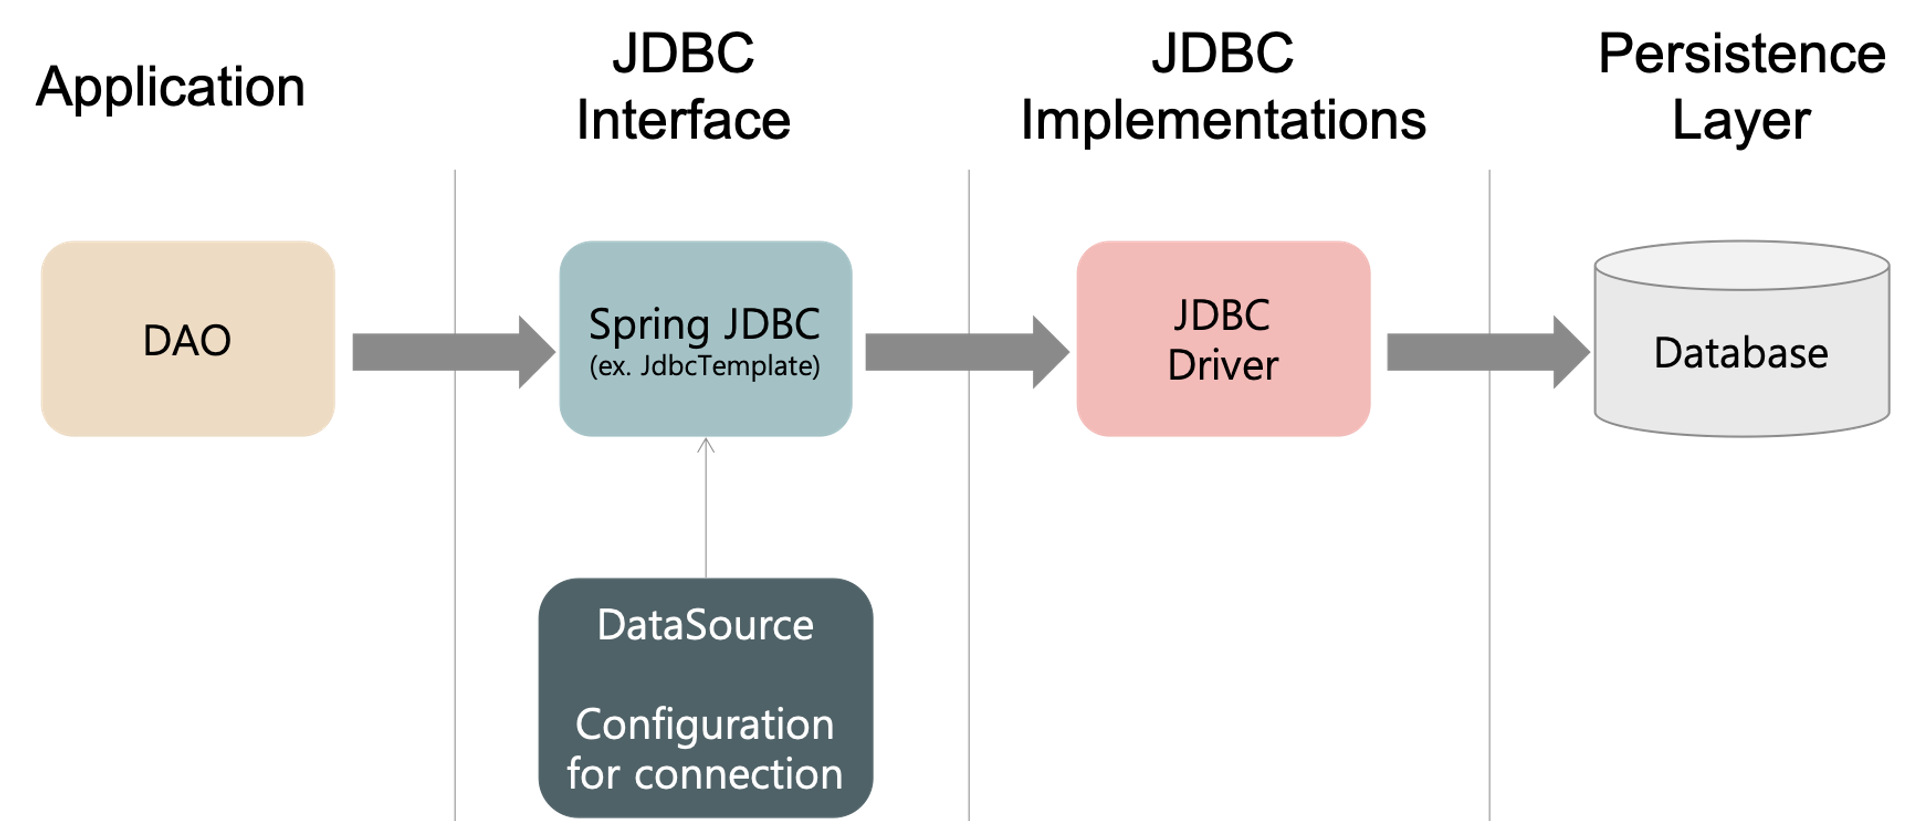 Application
JDBC
Interface
JDBC
Implementations
Persistence
Layer
DAO
Spring JDBC
(ex. JdbcTemplate)
JDBC
Driver
Database
DataSource
Configuration
for connection